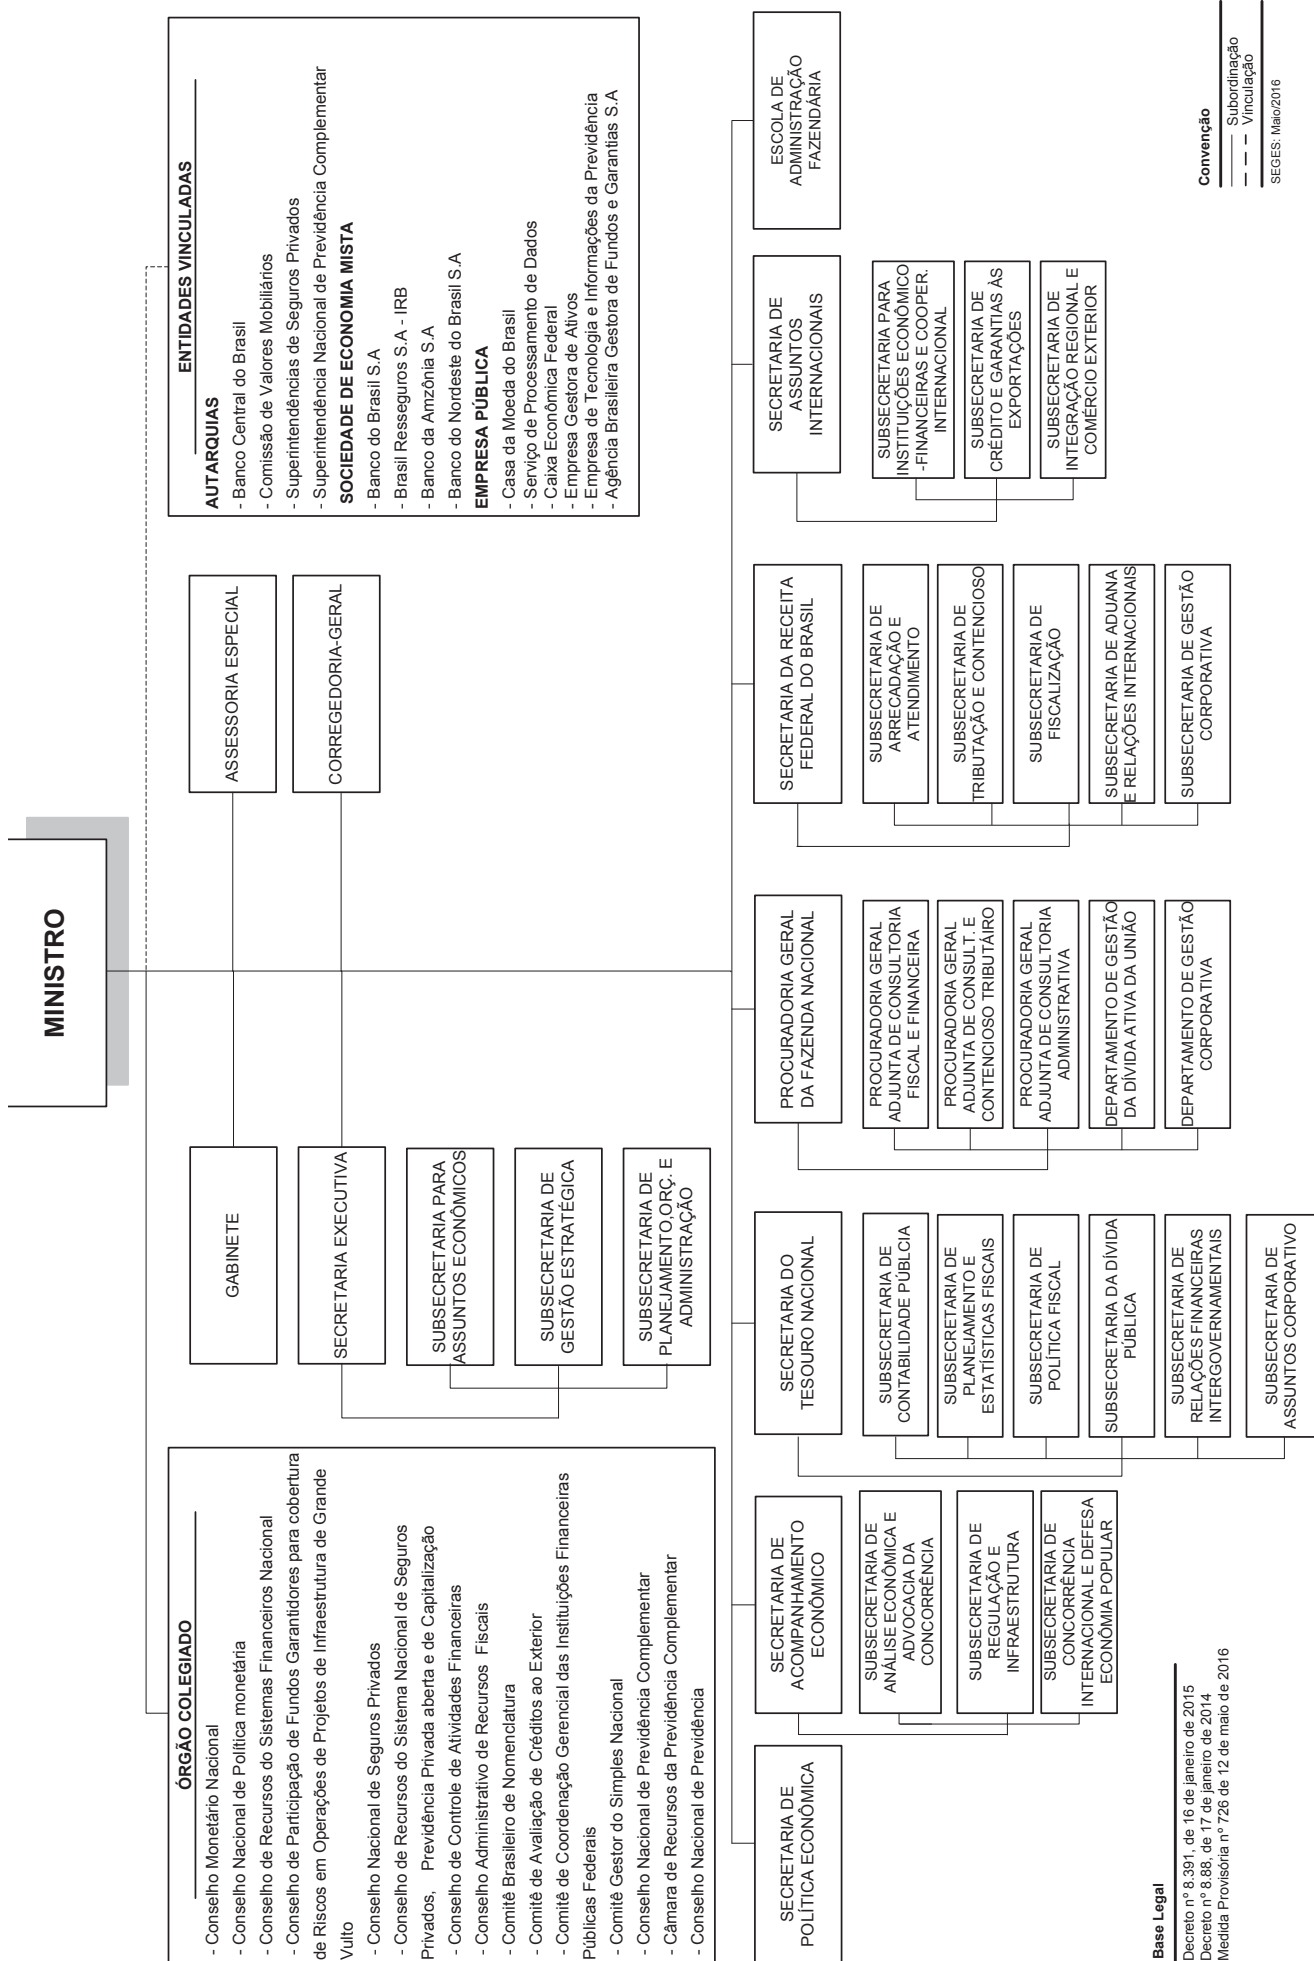 MINISTRO
ÓRGÃO COLEGIADO
- Conselho Monetário Nacional
- Conselho Nacional de Política monetária
- Conselho de Recursos do Sistemas Financeiros Nacional
- Conselho de Participação de Fundos Garantidores para cobertura
de Riscos em Operações de Projetos de Infraestrutura de Grande
Vulto
- Conselho Nacional de Seguros Privados
- Conselho de Recursos do Sistema Nacional de Seguros
Privados, Previdência Privada aberta e de Capitalização
- Conselho de Controle de Atividades Financeiras
- Conselho Administrativo de Recursos Fiscais
- Comitê Brasileiro de Nomenclatura
- Comitê de Avaliação de Créditos ao Exterior
- Comitê de Coordenação Gerencial das Instituições Financeiras
Públicas Federais
- Comitê Gestor do Simples Nacional
- Conselho Nacional de Previdência Complementar
- Câmara de Recursos da Previdência Complementar
- Conselho Nacional de Previdência
GABINETE
SECRETARIA EXECUTIVA
SUBSECRETARIA PARA
ASSUNTOS ECONÔMICOS
SUBSECRETARIA DE
GESTÃO ESTRATÉGICA
SUBSECRETARIA DE
PLANEJAMENTO,ORÇ. E
ADMINISTRAÇÃO
ASSESSORIA ESPECIAL
CORREGEDORIA-GERAL
ENTIDADES VINCULADAS
AUTARQUIAS
- Banco Central do Brasil
- Comissão de Valores Mobiliários
- Superintendências de Seguros Privados
- Superintendência Nacional de Previdência Complementar
SOCIEDADE DE ECONOMIA MISTA
- Banco do Brasil S.A
- Brasil Resseguros S.A - IRB
- Banco da Amzônia S.A
- Banco do Nordeste do Brasil S.A
EMPRESA PÚBLICA
- Casa da Moeda do Brasil
- Serviço de Processamento de Dados
- Caixa Econômica Federal
- Empresa Gestora de Ativos
- Empresa de Tecnologia e Informações da Previdência
- Agência Brasileira Gestora de Fundos e Garantias S.A
SECRETARIA DE
POLÍTICA ECONÔMICA
SECRETARIA DE
ACOMPANHAMENTO
ECONÔMICO
SUBSECRETARIA DE
ANÁLISE ECONÔMICA E
ADVOCACIA DA
CONCORRÊNCIA
SUBSECRETARIA DE
REGULAÇÃO E
INFRAESTRUTURA
SUBSECRETARIA DE
CONCORRÊNCIA
INTERNACIONAL E DEFESA
ECONÔMIA POPULAR
SECRETARIA DO
TESOURO NACIONAL
SUBSECRETARIA DE
CONTABILIDADE PÚBLCIA
SUBSECRETARIA DE
PLANEJAMENTO E
ESTATÍSTICAS FISCAIS
SUBSECRETARIA DE
POLÍTICA FISCAL
SUBSECRETARIA DA DÍVIDA
PÚBLICA
SUBSECRETARIA DE
RELAÇÕES FINANCEIRAS
INTERGOVERNAMENTAIS
SUBSECRETARIA DE
ASSUNTOS CORPORATIVO
PROCURADORIA GERAL
DA FAZENDA NACIONAL
PROCURADORIA GERAL
ADJUNTA DE CONSULTORIA
FISCAL E FINANCEIRA
PROCURADORIA GERAL
ADJUNTA DE CONSULT. E
CONTENCIOSO TRIBUTÁIRO
PROCURADORIA GERAL
ADJUNTA DE CONSULTORIA
ADMINISTRATIVA
DEPARTAMENTO DE GESTÃO
DA DÍVIDA ATIVA DA UNIÃO
DEPARTAMENTO DE GESTÃO
CORPORATIVA
SECRETARIA DA RECEITA
FEDERAL DO BRASIL
SUBSECRETARIA DE
ARRECADAÇÃO E
ATENDIMENTO
SUBSECRETARIA DE
TRIBUTAÇÃO E CONTENCIOSO
SUBSECRETARIA DE
FISCALIZAÇÃO
SUBSECRETARIA DE ADUANA
E RELAÇÕES INTERNACIONAIS
SUBSECRETARIA DE GESTÃO
CORPORATIVA
SECRETARIA DE
ASSUNTOS
INTERNACIONAIS
SUBSECRETARIA PARA
INSTITUIÇÕES ECONÔMICO
-FINANCEIRAS E COOPER.
INTERNACIONAL
SUBSECRETARIA DE
CRÉDITO E GARANTIAS ÀS
EXPORTAÇÕES
SUBSECRETARIA DE
INTEGRAÇÃO REGIONAL E
COMÉRCIO EXTERIOR
ESCOLA DE
ADMINISTRAÇÃO
FAZENDÁRIA
Base Legal
Decreto nº 8.391, de 16 de janeiro de 2015
Decreto nº 8.88, de 17 de janeiro de 2014
Medida Provisória nº 726 de 12 de maio de 2016
Convenção
Subordinação
Vinculação
SEGES: Maio/2016